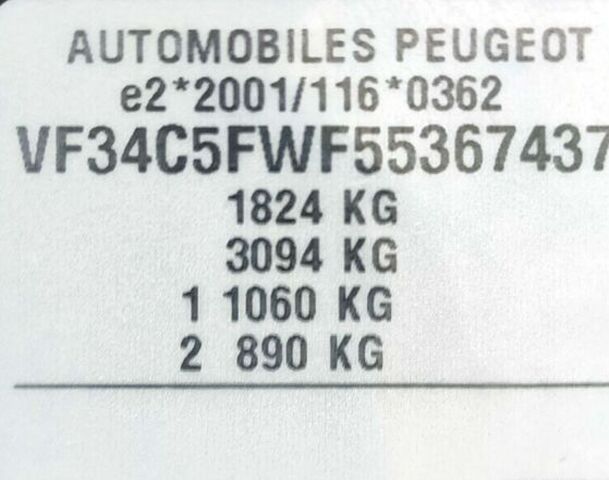 AUTOMOBILES PEUGEOT
e2*2001/116*0362
VF34C5FWF55367437
1824 KG
3094 KG
1 1060 KG
2 890 KG